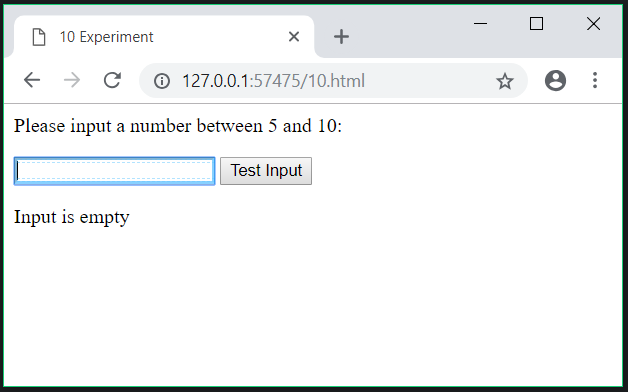 10 Experiment
127.0.0.1:57475/10.html
Please input a number between 5 and 10:
Test Input
Input is empty